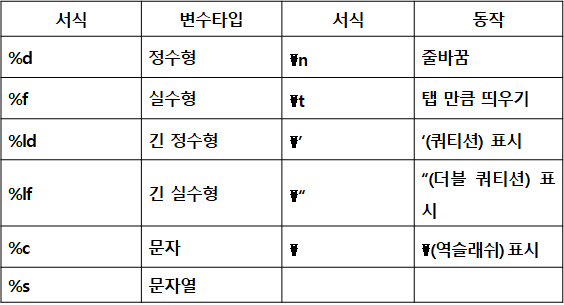 서식 변수타입 서식 동작
%d 정수형 ₩n 줄바꿈
%f 실수형 ₩t 탭 만큼 띄우기
%ld 긴 정수형 ₩’ ‘(쿼티션) 표시
%lf 긴 실수형 ₩“ “(더블 쿼티션) 표
시
%c 문자 ₩ ₩(역슬래쉬) 표시
%s 문자열